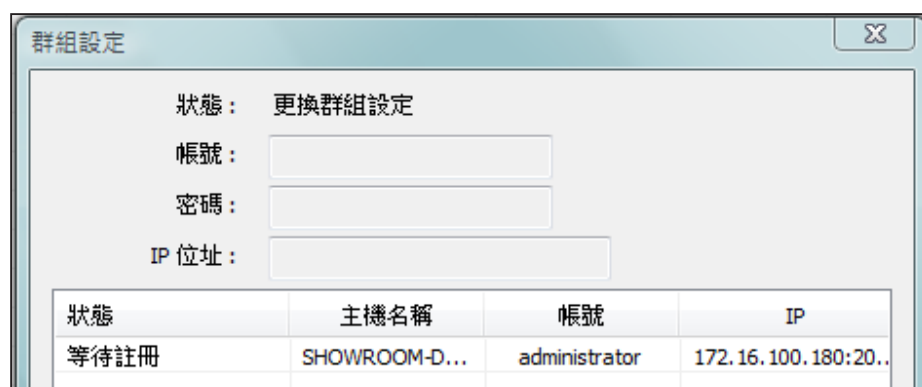 群組設定
狀態： 更換群組設定
帳號：
密碼：
IP 位址：
狀態 主機名稱 帳號 IP
等待註冊 SHOWROOM-D... administrator 172.16.100.180:20..